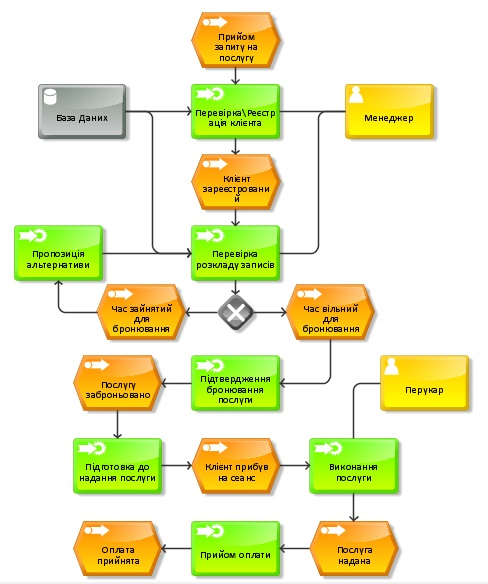 Прийом
запиту на
послугу
База Даних
Перевірка\Реєстр
ація клієнта
Менеджер
Клієнт
зареєстровани
й
Пропозиція
альтернативи
Перевірка
розкладу записів
Час зайнятий
для
бронювання
Час вільний
для
бронювання
Послугу
заброньовано
Підтвердження
бронювання
послуги
Перукар
Підготовка до
надання послуги
Клієнт прибув
на сеанс
Виконання
послуги
Оплата
прийнята
Прийом оплати
Послуга
надана